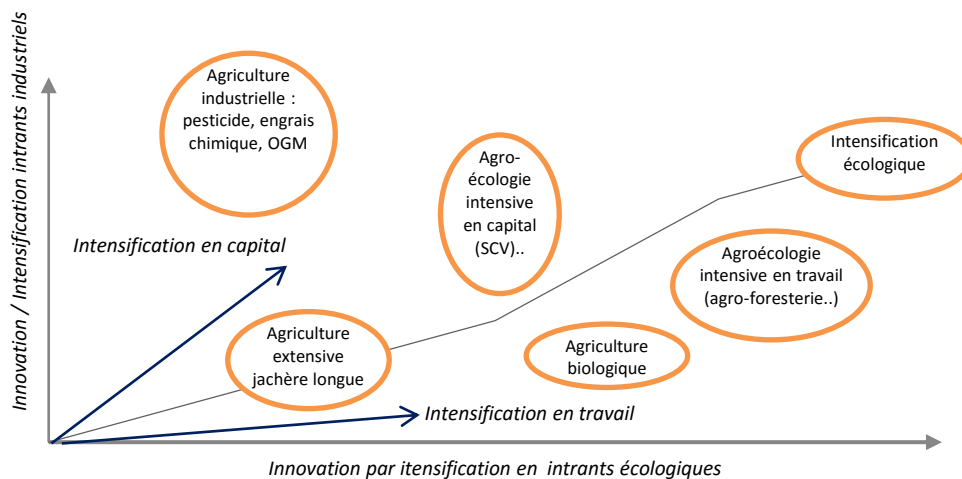 Innovation / Intensification intrants industriels
Agriculture
industrielle :
pesticide, engrais
chimique, OGM
Agro-
écologie
intensive
en capital
(SCV)..
Intensification
écologique
Intensification en capital
Agroécologie
intensive en travail
(agro-foresterie..)
Agriculture
extensive
jachère longue
Agriculture
biologique
Intensification en travail
Innovation par itensification en intrants écologiques